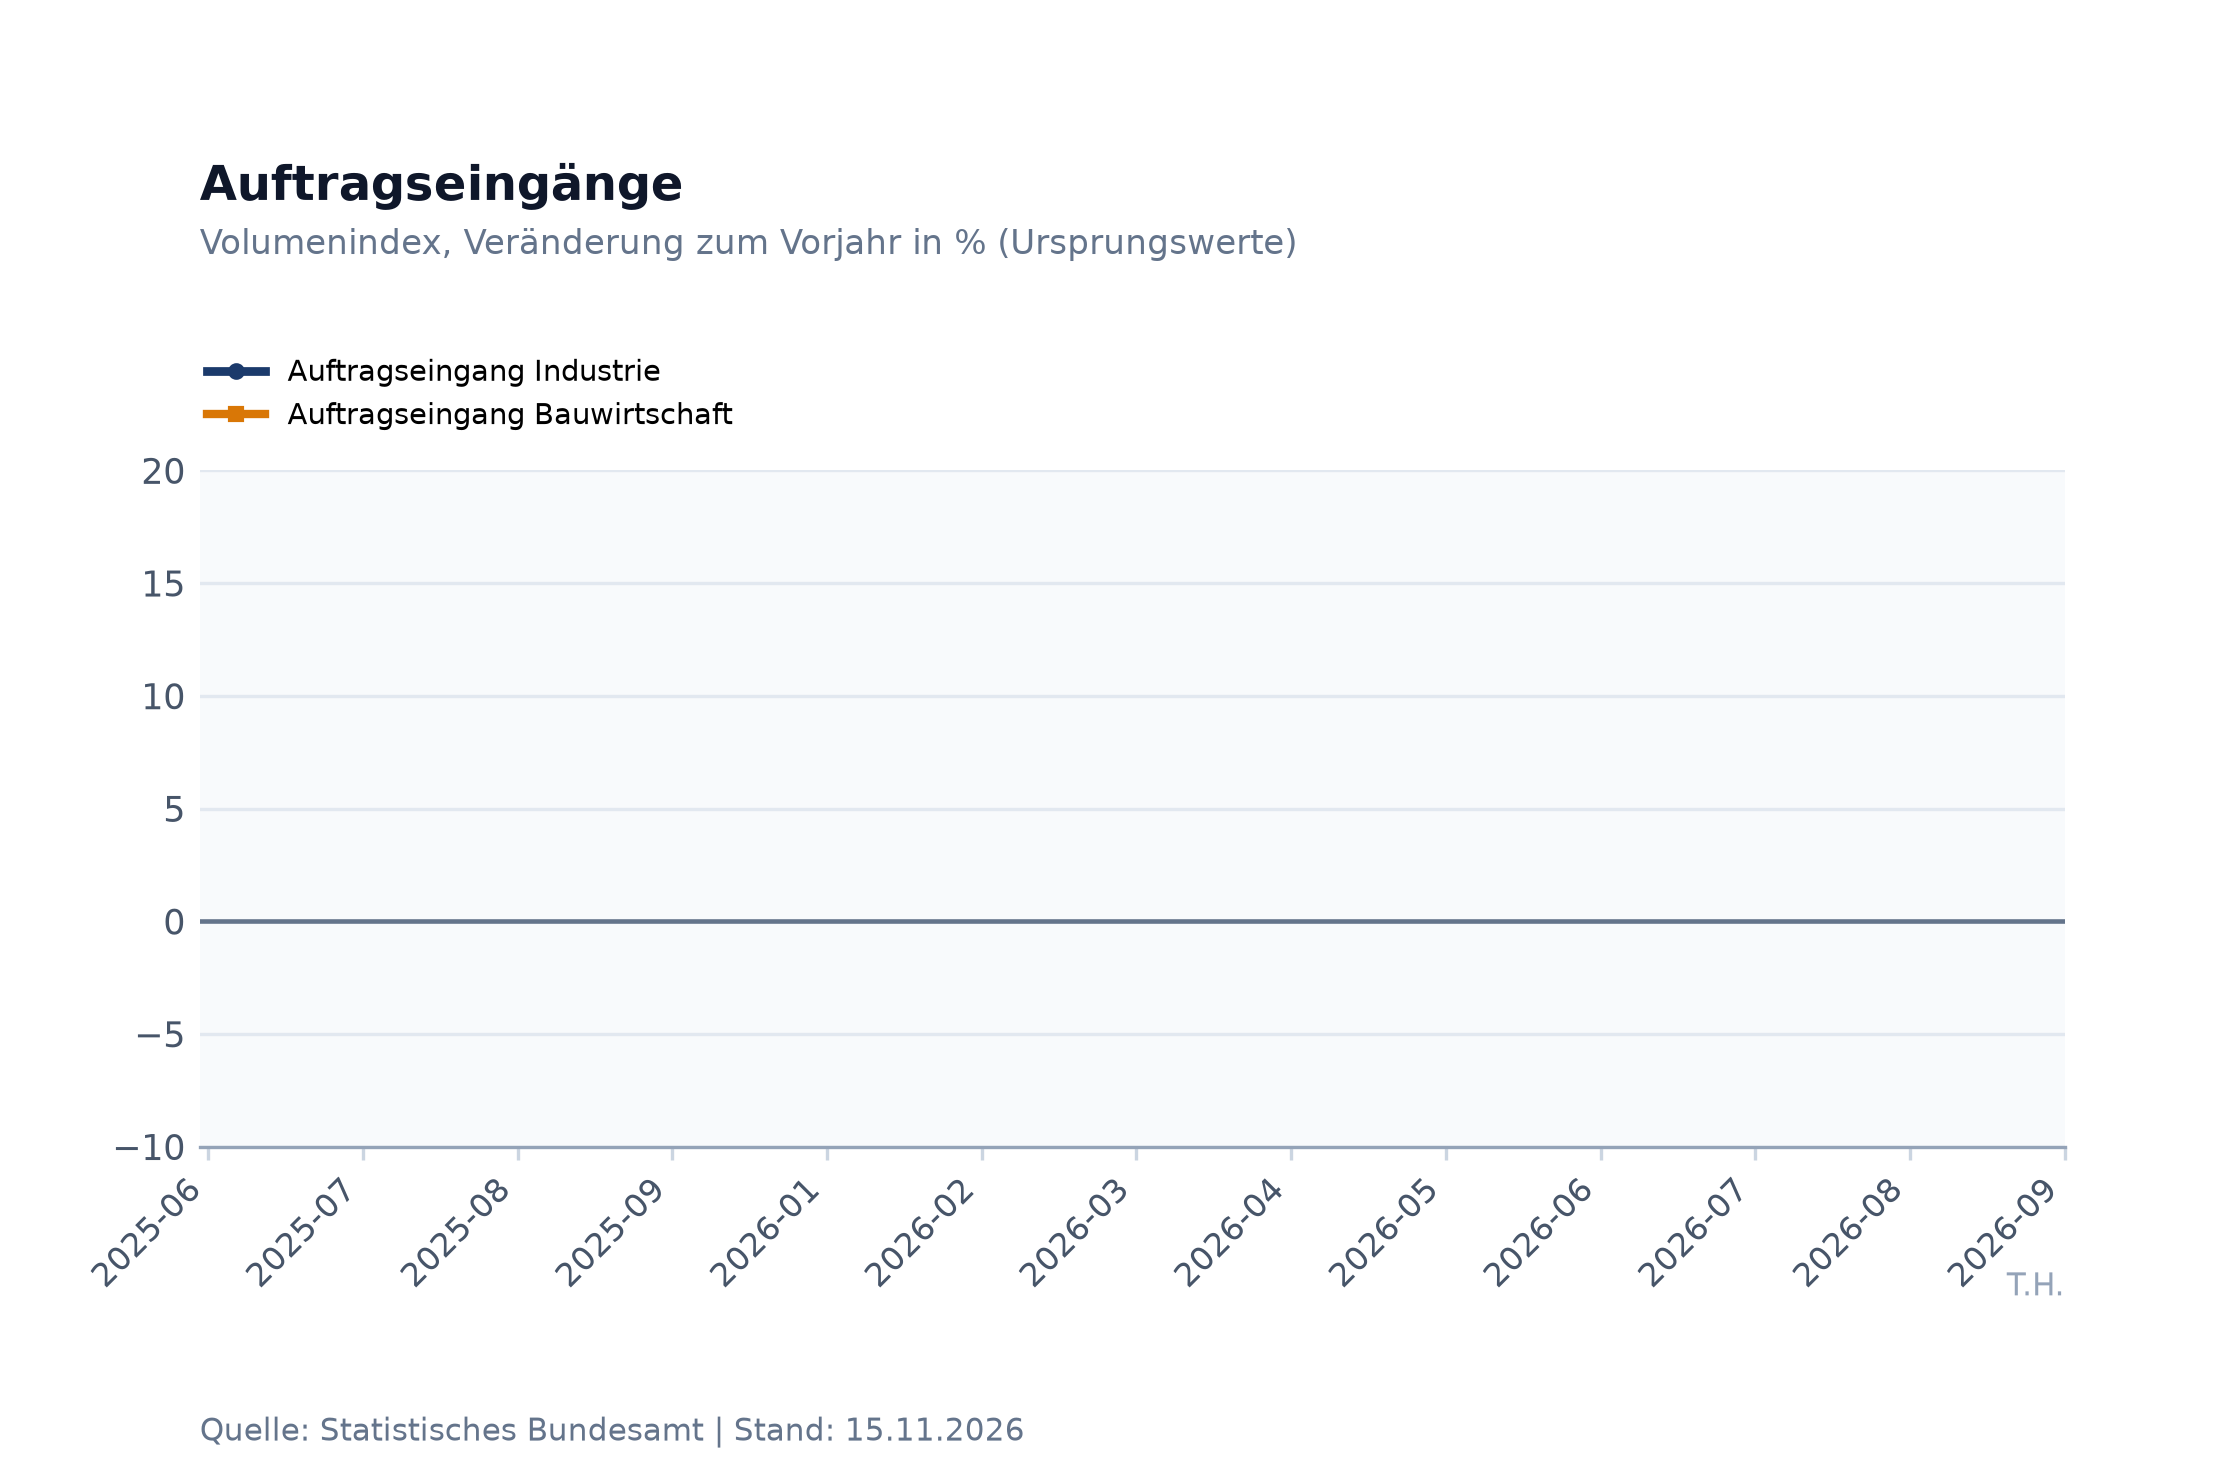 Auftragseingänge
Volumenindex, Veränderung zum Vorjahr in % (Ursprungswerte)
Auftragseingang Industrie
Auftragseingang Bauwirtschaft
20
15
10
5
0
−5
−10
2025-06 2025-07 2025-08 2025-09 2026-01 2026-02 2026-03 2026-04 2026-05 2026-06 2026-07 2026-08 2026-09
T.H.
Quelle: Statistisches Bundesamt | Stand: 15.11.2026